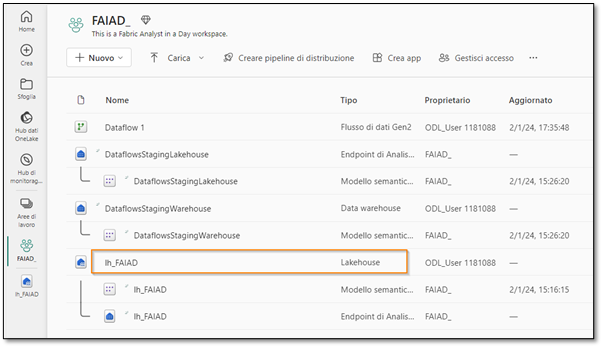 Home
Crea
Sfoglia
Hub dati
OneLake
Hub di
monitorag...
Aree di
lavoro
FAIAD_
lh_FAIAD
FAIAD_
This is a Fabric Analyst in a Day workspace.
+ Nuovo
Carica
Creare pipeline di distribuzione
Crea app
Gestisci accesso
...
Nome Tipo Proprietario Aggiornato
Dataflow 1 Flusso di dati Gen2 ODL_User 1181088 2/1/24, 17:35:48
DataflowsStagingLakehouse Endpoint di Analis... FAIAD_ —
DataflowsStagingLakehouse Modello semantic... FAIAD_ 2/1/24, 15:26:20
DataflowsStagingWarehouse Data warehouse ODL_User 1181088 —
DataflowsStagingWarehouse Modello semantic... FAIAD_ 2/1/24, 15:26:20
lh_FAIAD Lakehouse ODL_User 1181088 —
lh_FAIAD Modello semantic... FAIAD_ 2/1/24, 15:16:15
lh_FAIAD Endpoint di Analis... FAIAD_ —